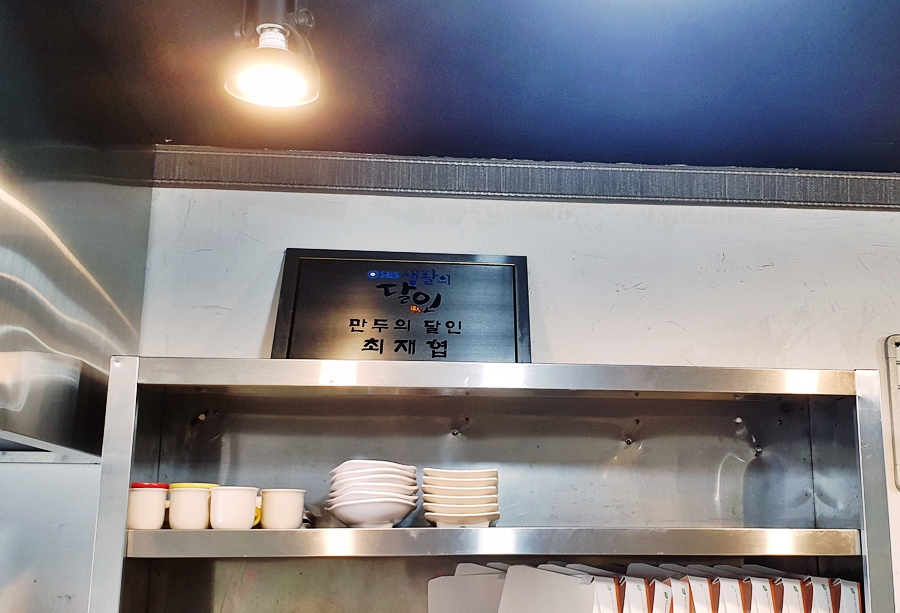 SBS 생활의
달인
만두의 달인
최재협